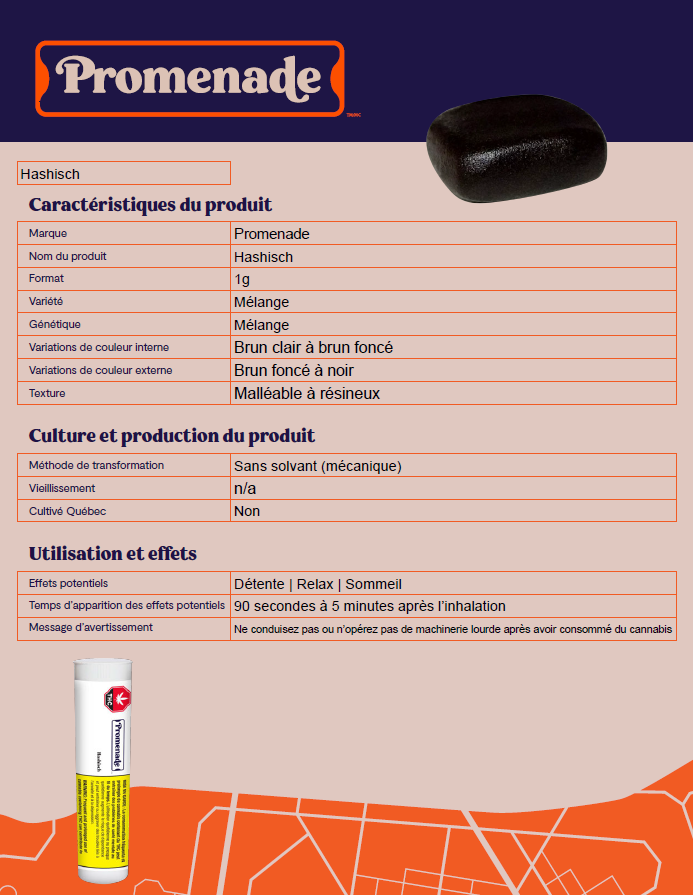 Promenade
Hashisch
Caractéristiques du produit
Marque Promenade
Nom du produit Hashisch
Format 1g
Variété Mélange
Génétique Mélange
Variations de couleur interne Brun clair à brun foncé
Variations de couleur externe Brun foncé à noir
Texture Malléable à résineux
Culture et production du produit
Méthode de transformation Sans solvant (mécanique)
Vieillissement n/a
Cultivé Québec Non
Utilisation et effets
Effets potentiels Détente | Relax | Sommeil
Temps d'apparition des effets potentiels 90 secondes à 5 minutes après l’inhalation
Message d'avertissement Ne conduisez pas ou n’opérez pas de machinerie lourde après avoir consommé du cannabis
THC
Promenade
Hashisch